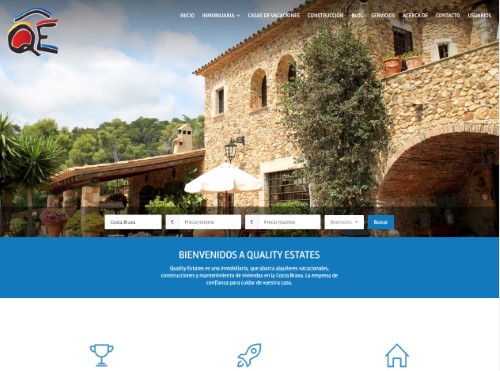 QE
INICIO INMOBILIARIA CASAS DE VACACIONES CONSTRUCCIÓN BLOG SERVICIOS ACERCA DE CONTACTO USUARIOS
Costa Brava € Precio mínimo € Precio maximo Buscar
BIENVENIDOS A QUALITY ESTATES
Quality Estates es una inmobiliaria, que abarca alquileres vacacionales,
construcciones y mantenimiento de viviendas en la Costa Brava. La empresa de
confianza para cuidar de vuestra casa.